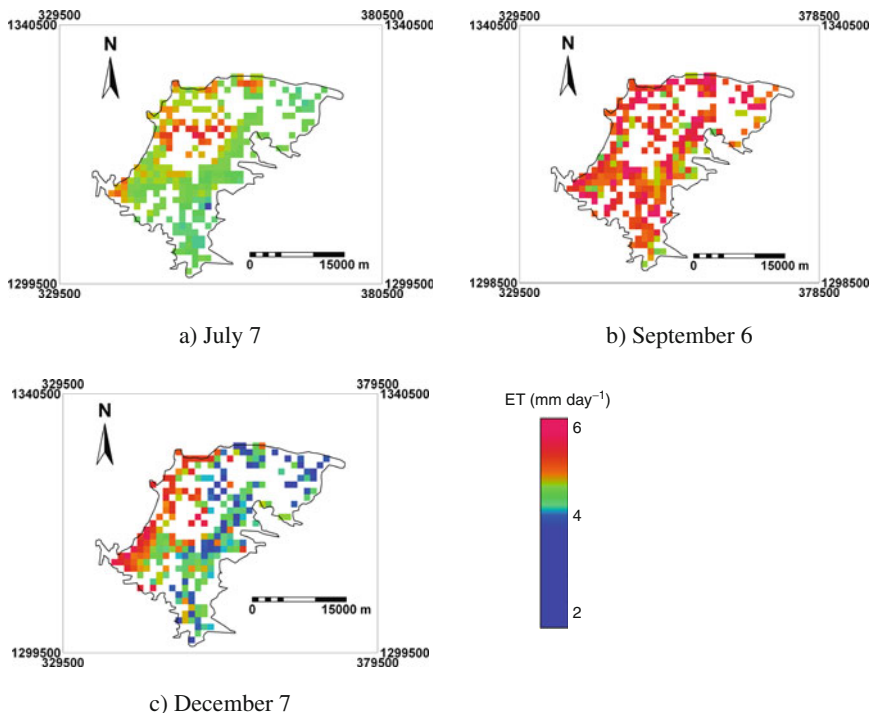 329500 380500
1340500 1340500
N
0 15000 m
1299500 1299500
329500 380500
a) July 7
329500 378500
1340500 1340500
N
0 15000 m
1298500 1298500
329500 378500
b) September 6
329500 379500
1340500 1340500
N
0 15000 m
1299500 1299500
329500 379500
c) December 7
ET (mm day⁻¹)
6
4
2